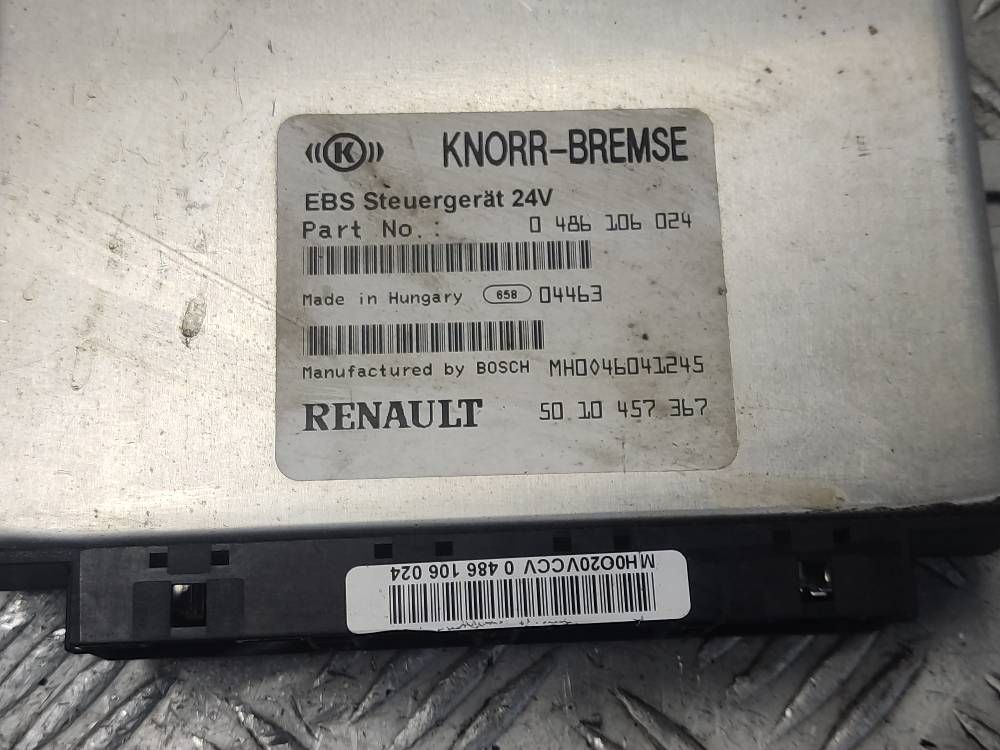 K KNORR-BREMSE
EBS Steuergerät 24V
Part No.: 0 486 106 024
Made in Hungary 658 04463
Manufactured by BOSCH MH0046041245
RENAULT 50 10 457 367
MH0020VCCV 0 486 106 024